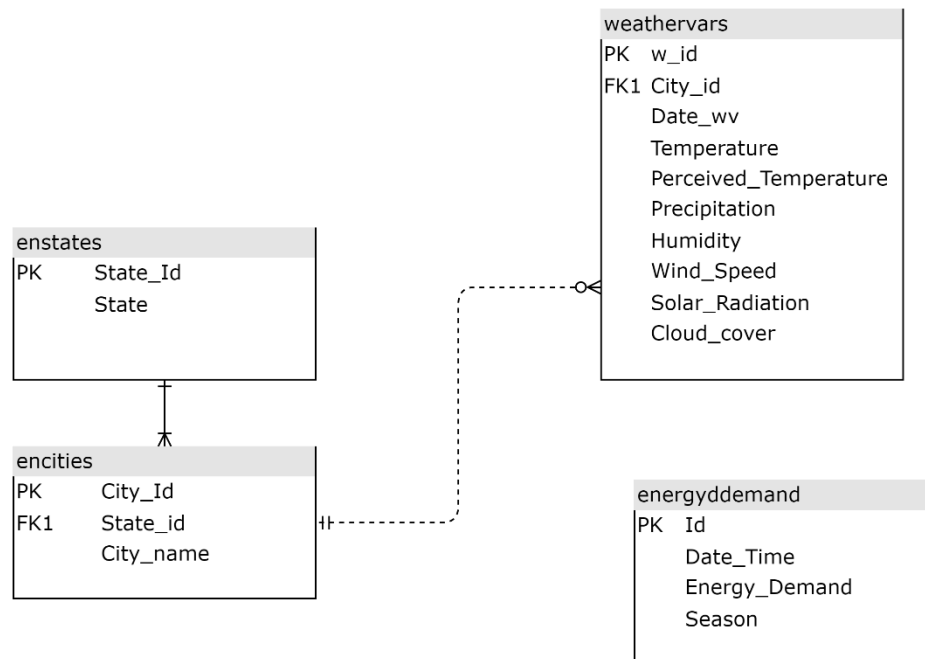 weathervars
PK w_id
FK1 City_id
Date_wv
Temperature
Perceived_Temperature
Precipitation
Humidity
Wind_Speed
Solar_Radiation
Cloud_cover
enstates
PK State_Id
State
encities
PK City_Id
FK1 State_id
City_name
energyddemand
PK Id
Date_Time
Energy_Demand
Season